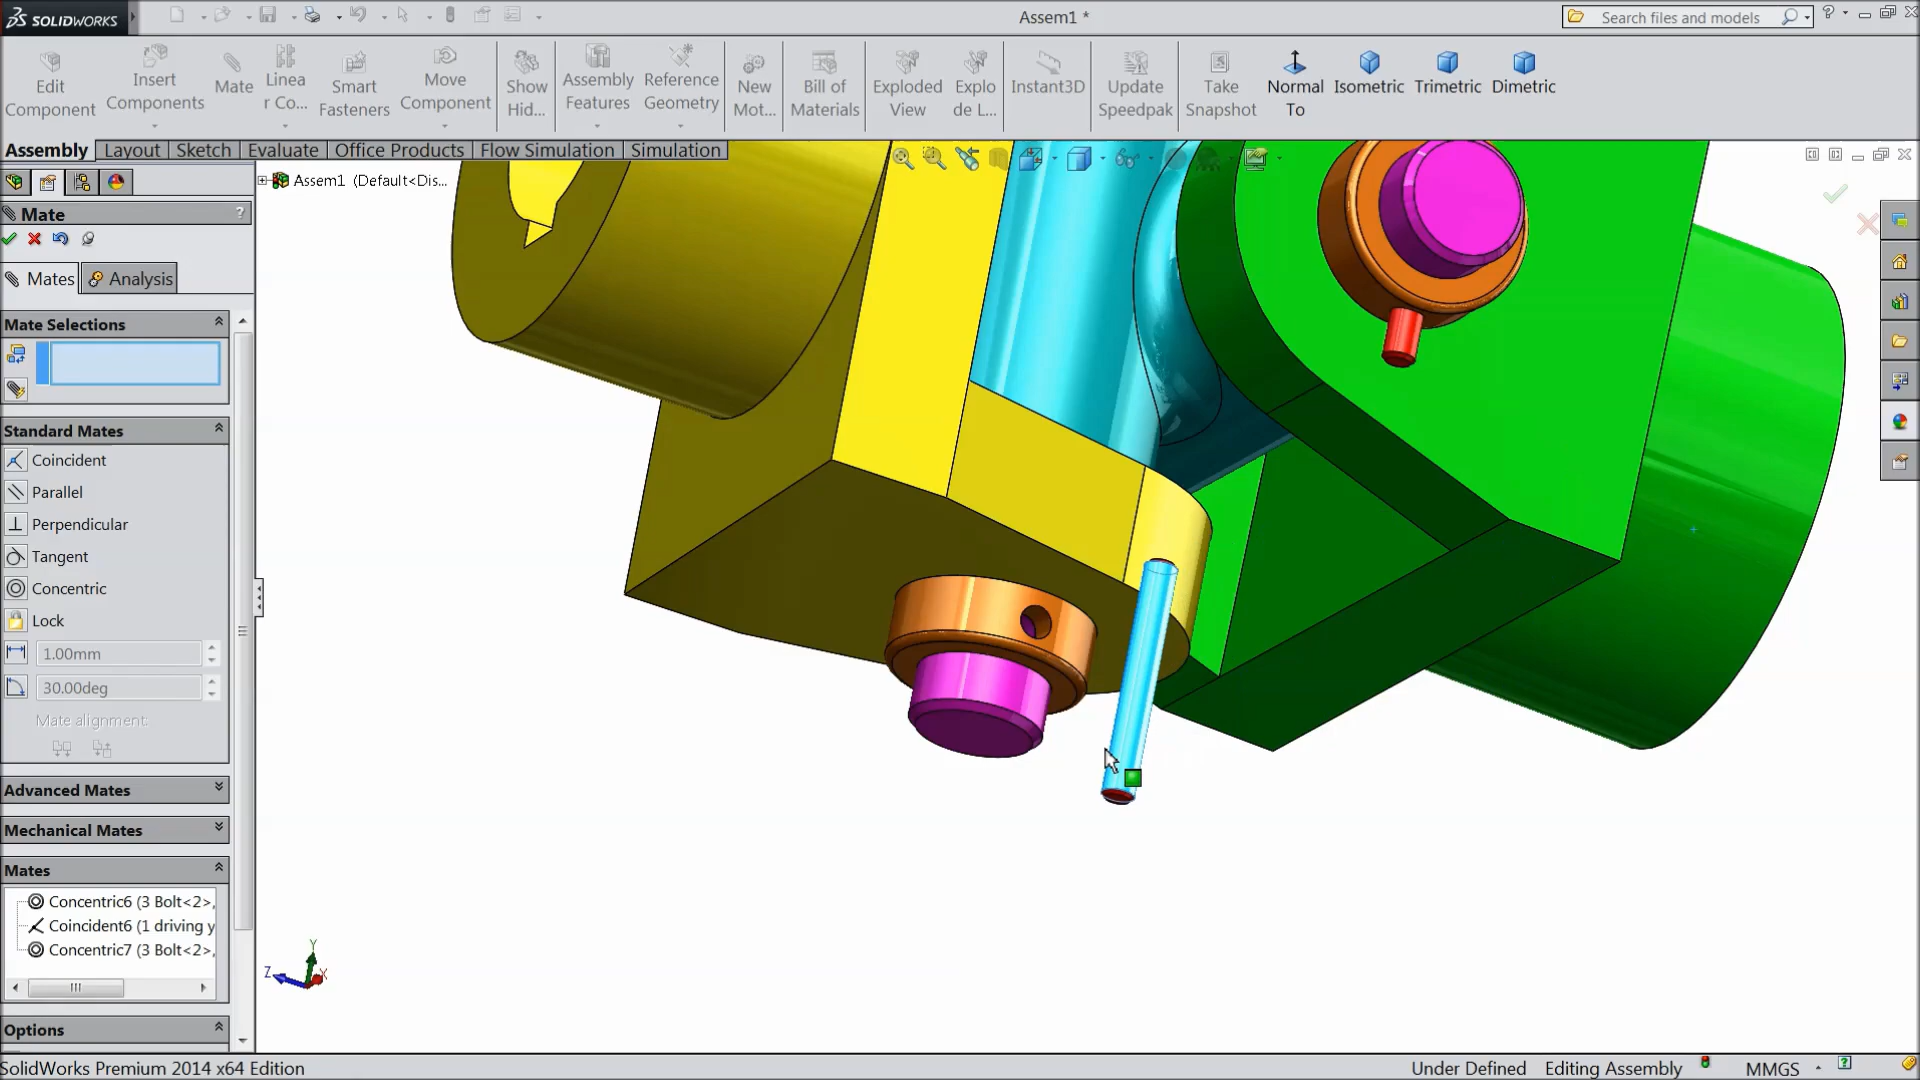 SOLIDWORKS
Assem1 *
Search files and models
Edit Component
Insert Components
Mate
Linea r Co...
Smart Fasteners
Move Component
Show Hid...
Assembly Features
Reference Geometry
New Mot...
Bill of Materials
Exploded View
Explo de L...
Instant3D
Update Speedpak
Take Snapshot
Normal To
Isometric
Trimetric
Dimetric
Assembly
Layout
Sketch
Evaluate
Office Products
Flow Simulation
Simulation
Assem1 (Default<Dis...
Mate
?
Mates
Analysis
Mate Selections
Standard Mates
Coincident
Parallel
Perpendicular
Tangent
Concentric
Lock
1.00mm
30.00deg
Mate alignment:
Advanced Mates
Mechanical Mates
Mates
Concentric6 (3 Bolt<2>,
Coincident6 (1 driving y
Concentric7 (3 Bolt<2>,
Options
Y
Z
X
SolidWorks Premium 2014 x64 Edition
Under Defined
Editing Assembly
MMGS